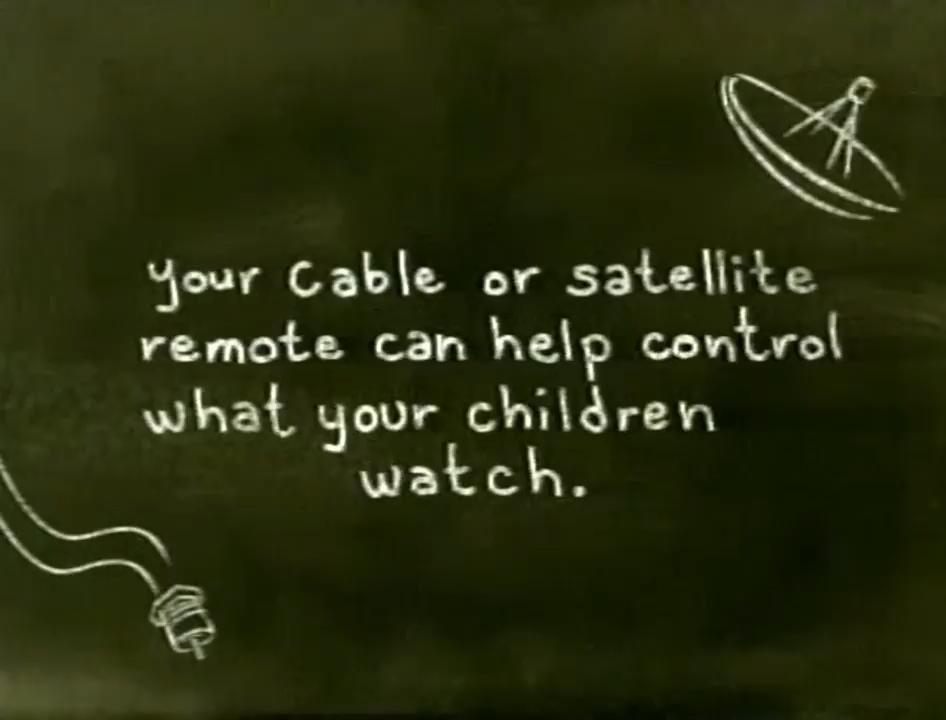 your cable or satellite
remote can help control
what your children
watch.